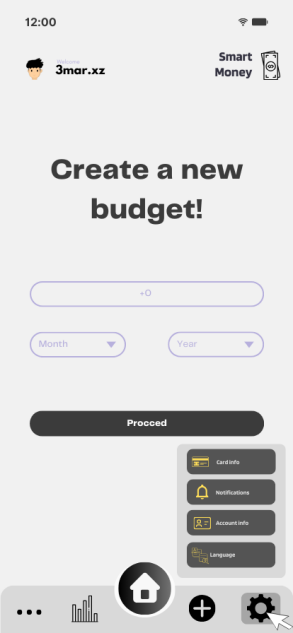 12:00
Welcome
3mar.xz
Smart
Money
Create a new
budget!
+0
Month
Year
Procced
Card Info
Notifications
Account info
Language